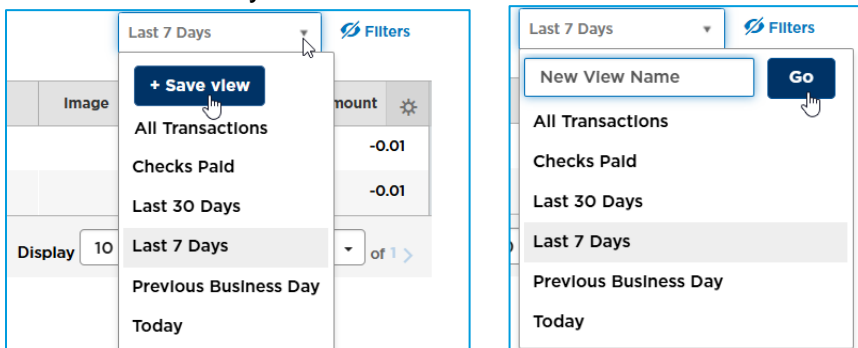 Last 7 Days
Filters
+ Save view
Image
mount
All Transactions
-0.01
Checks Paid
-0.01
Last 30 Days
Display 10
Last 7 Days
of 1
Previous Business Day
Today
Last 7 Days
Filters
New View Name
Go
All Transactions
Checks Paid
Last 30 Days
Last 7 Days
Previous Business Day
Today